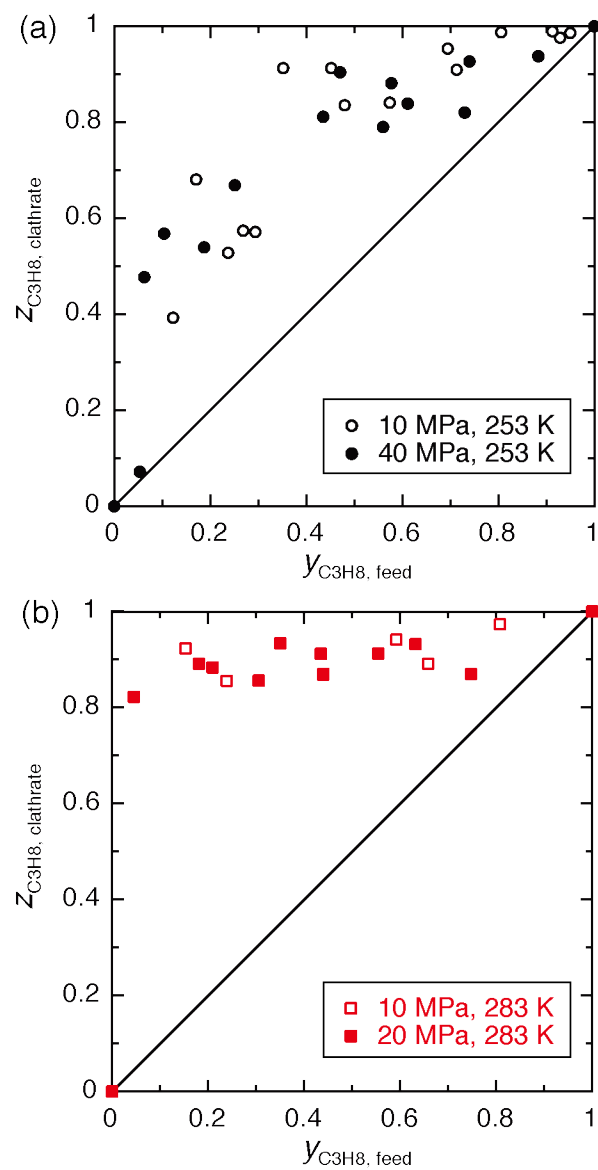 (a)
1
0.8
0.6
0.4
0.2
0
zC3H8, clathrate
10 MPa, 253 K
40 MPa, 253 K
0.2 0.4 0.6 0.8 1
yC3H8, feed
(b)
1
0.8
0.6
0.4
0.2
0
zC3H8, clathrate
10 MPa, 283 K
20 MPa, 283 K
0.2 0.4 0.6 0.8 1
yC3H8, feed